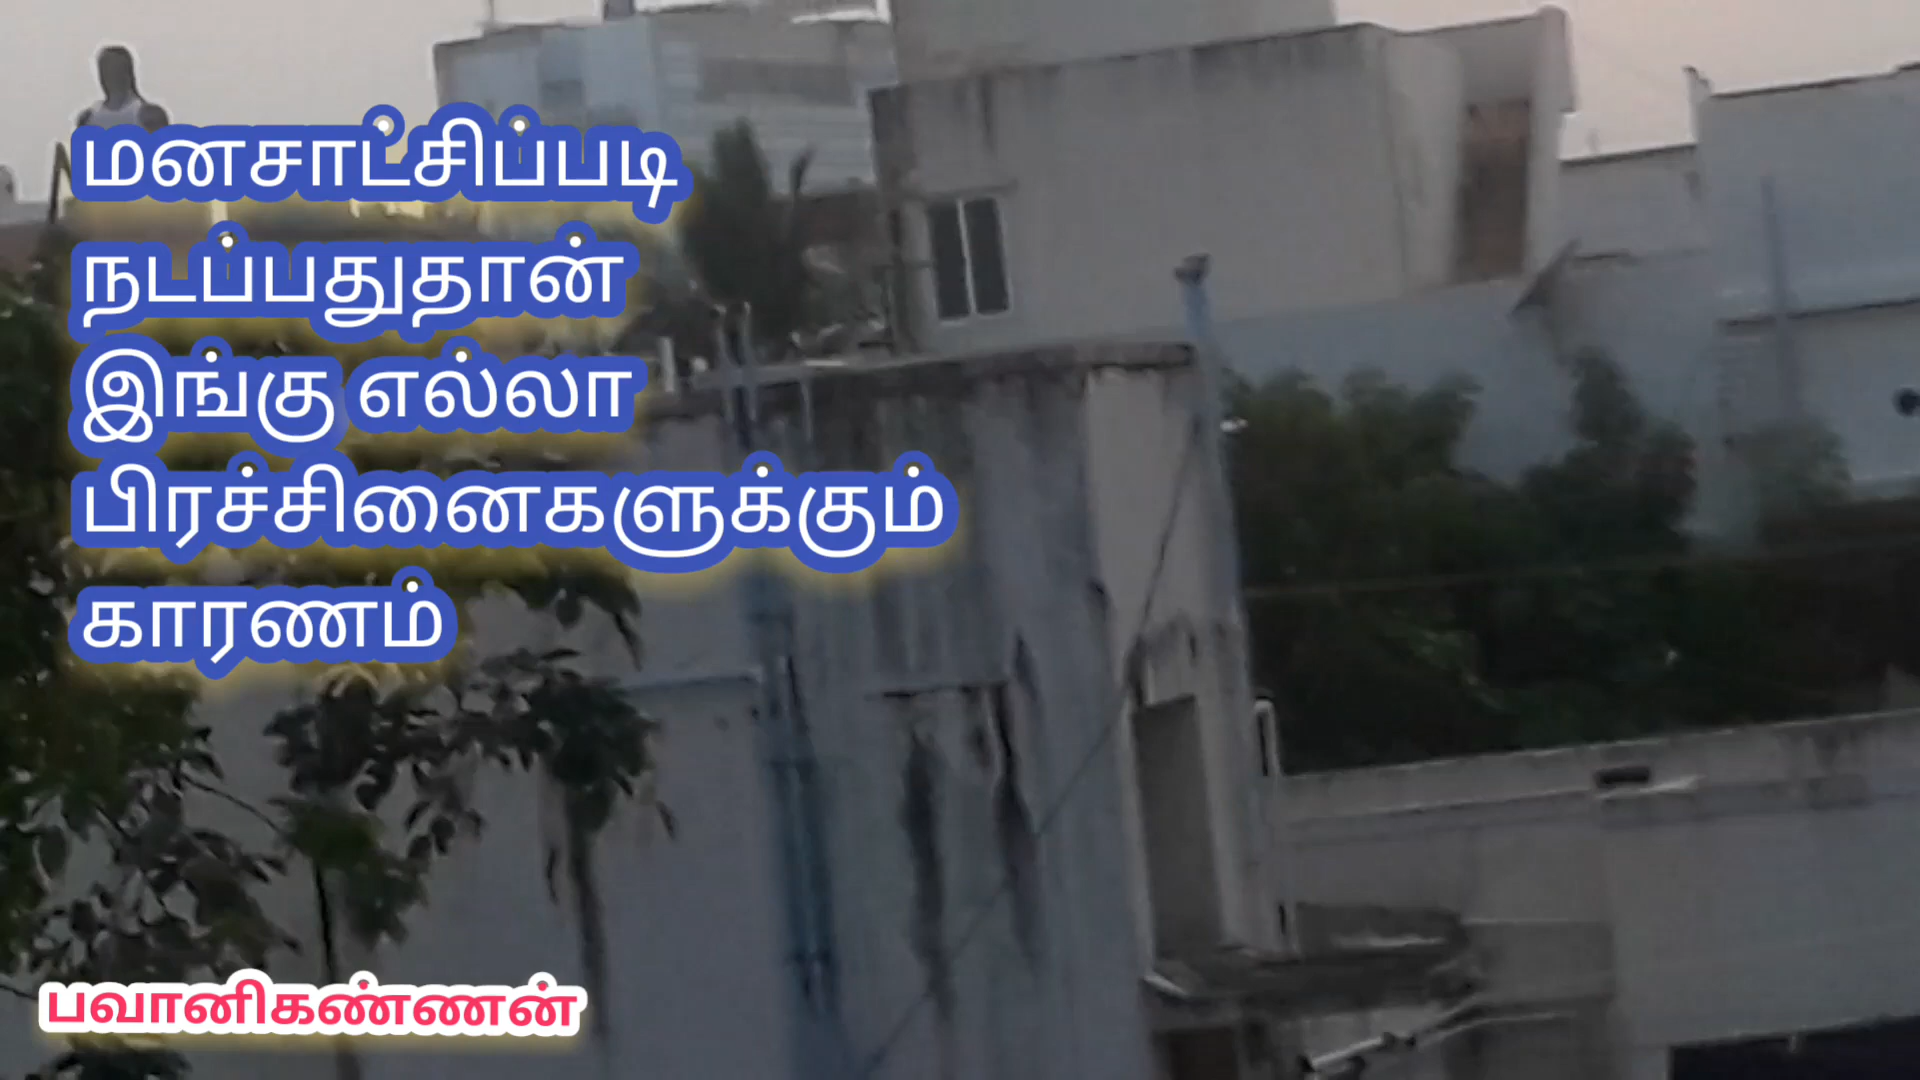 மனசாட்சிப்படி
நடப்பதுதான்
இங்கு எல்லா
பிரச்சினைகளுக்கும்
காரணம்
பவானிகண்ணன்